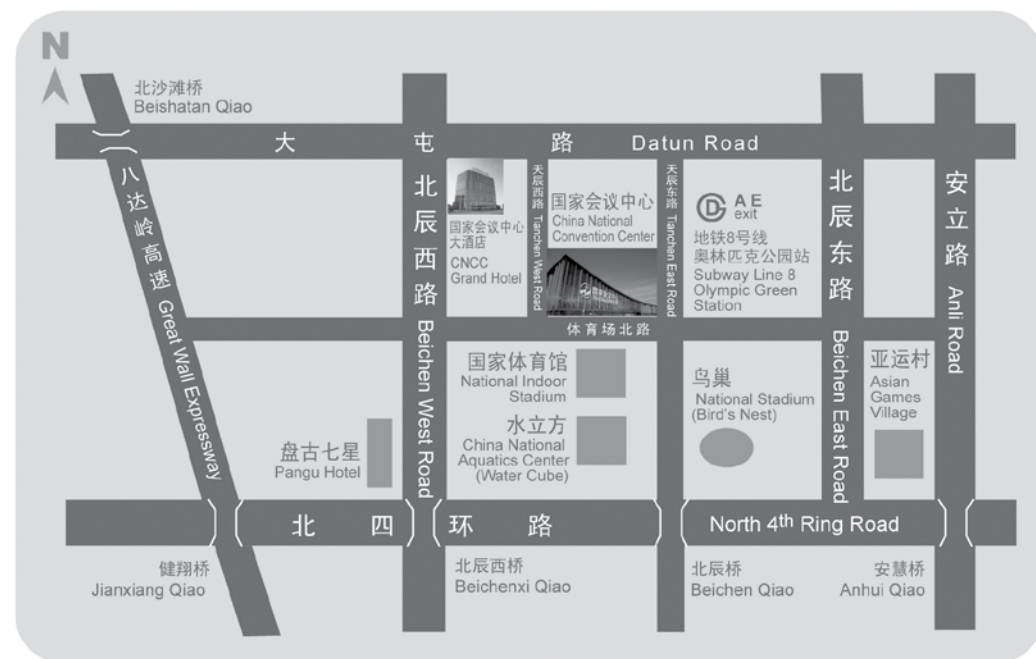 N
北沙滩桥
Beishatan Qiao
大屯路 Datun Road
八达岭高速 Great Wall Expressway
北辰西路 Beichen West Road
国家会议中心
大酒店
CNCC
Grand Hotel
天辰西路 Tianchen West Road
国家会议中心
China National
Convention Center
天辰东路 Tianchen East Road
A E
exit
地铁8号线
奥林匹克公园站
Subway Line 8
Olympic Green
Station
北辰东路 Beichen East Road
安立路 Anli Road
体育场北路
国家体育馆
National Indoor
Stadium
水立方
China National
Aquatics Center
(Water Cube)
盘古七星
Pangu Hotel
鸟巢
National Stadium
(Bird's Nest)
亚运村
Asian
Games
Village
北四环路 North 4th Ring Road
健翔桥
Jianxiang Qiao
北辰西桥
Beichenxi Qiao
北辰桥
Beichen Qiao
安慧桥
Anhui Qiao